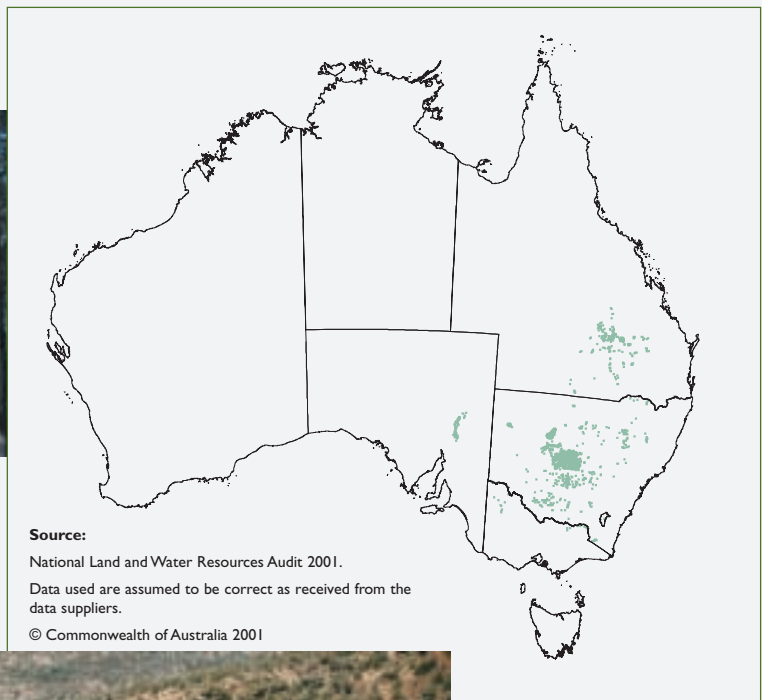 Source:
National Land and Water Resources Audit 2001.
Data used are assumed to be correct as received from the
data suppliers.
© Commonwealth of Australia 2001